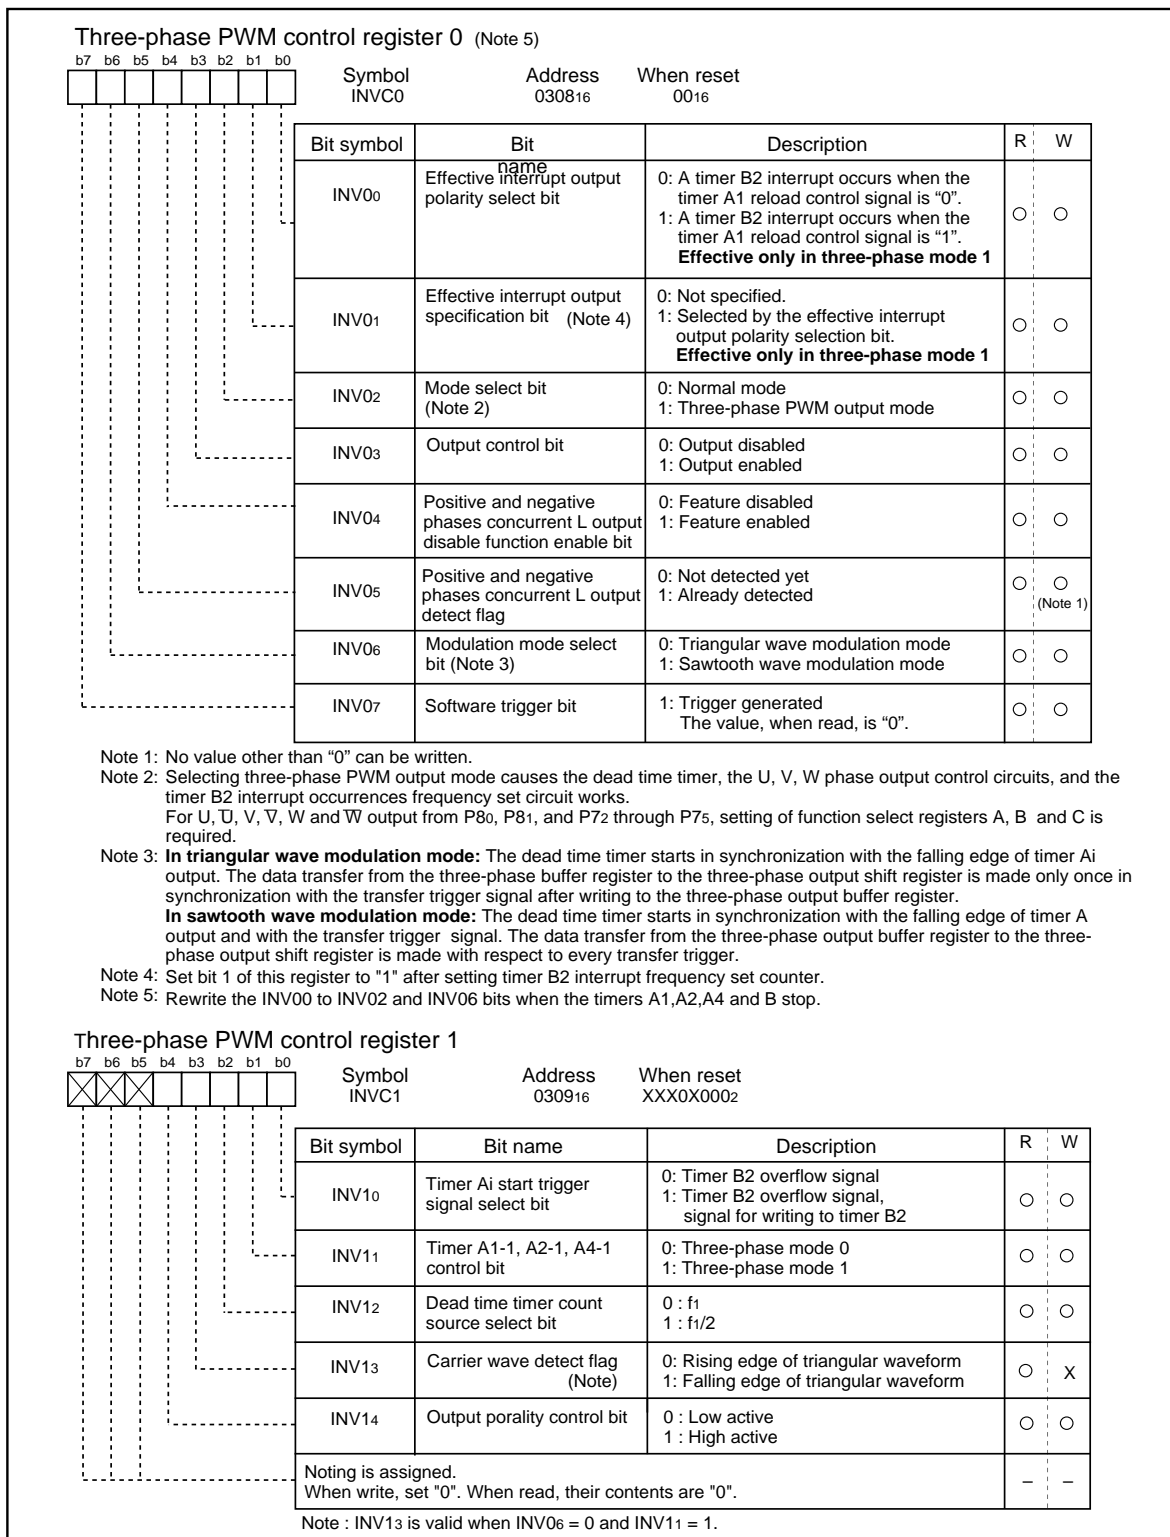 Three-phase PWM control register 0 (Note 5)
b7 b6 b5 b4 b3 b2 b1 b0
Symbol Address When reset
INVC0 030816 0016
Bit symbol Bit name Description R W
INV00 Effective interrupt output polarity select bit
0: A timer B2 interrupt occurs when the
timer A1 reload control signal is “0”.
1: A timer B2 interrupt occurs when the
timer A1 reload control signal is “1”.
Effective only in three-phase mode 1
INV01 Effective interrupt output specification bit (Note 4)
0: Not specified.
1: Selected by the effective interrupt
output polarity selection bit.
Effective only in three-phase mode 1
INV02 Mode select bit (Note 2)
0: Normal mode
1: Three-phase PWM output mode
INV03 Output control bit
0: Output disabled
1: Output enabled
INV04 Positive and negative phases concurrent L output disable function enable bit
0: Feature disabled
1: Feature enabled
INV05 Positive and negative phases concurrent L output detect flag
0: Not detected yet
1: Already detected
(Note 1)
INV06 Modulation mode select bit (Note 3)
0: Triangular wave modulation mode
1: Sawtooth wave modulation mode
INV07 Software trigger bit
1: Trigger generated
The value, when read, is “0”.
Note 1: No value other than “0” can be written.
Note 2: Selecting three-phase PWM output mode causes the dead time timer, the U, V, W phase output control circuits, and the
timer B2 interrupt occurrences frequency set circuit works.
For U, U̅, V, V̅, W and W̅ output from P80, P81, and P72 through P75, setting of function select registers A, B and C is
required.
Note 3: In triangular wave modulation mode: The dead time timer starts in synchronization with the falling edge of timer Ai
output. The data transfer from the three-phase buffer register to the three-phase output shift register is made only once in
synchronization with the transfer trigger signal after writing to the three-phase output buffer register.
In sawtooth wave modulation mode: The dead time timer starts in synchronization with the falling edge of timer A
output and with the transfer trigger signal. The data transfer from the three-phase output buffer register to the three-
phase output shift register is made with respect to every transfer trigger.
Note 4: Set bit 1 of this register to "1" after setting timer B2 interrupt frequency set counter.
Note 5: Rewrite the INV00 to INV02 and INV06 bits when the timers A1,A2,A4 and B stop.
Three-phase PWM control register 1
b7 b6 b5 b4 b3 b2 b1 b0
Symbol Address When reset
INVC1 030916 XXX0X0002
Bit symbol Bit name Description R W
INV10 Timer Ai start trigger signal select bit
0: Timer B2 overflow signal
1: Timer B2 overflow signal,
signal for writing to timer B2
INV11 Timer A1-1, A2-1, A4-1 control bit
0: Three-phase mode 0
1: Three-phase mode 1
INV12 Dead time timer count source select bit
0 : f1
1 : f1/2
INV13 Carrier wave detect flag (Note)
0: Rising edge of triangular waveform
1: Falling edge of triangular waveform
X
INV14 Output porality control bit
0 : Low active
1 : High active
Noting is assigned.
When write, set "0". When read, their contents are "0".
– –
Note : INV13 is valid when INV06 = 0 and INV11 = 1.